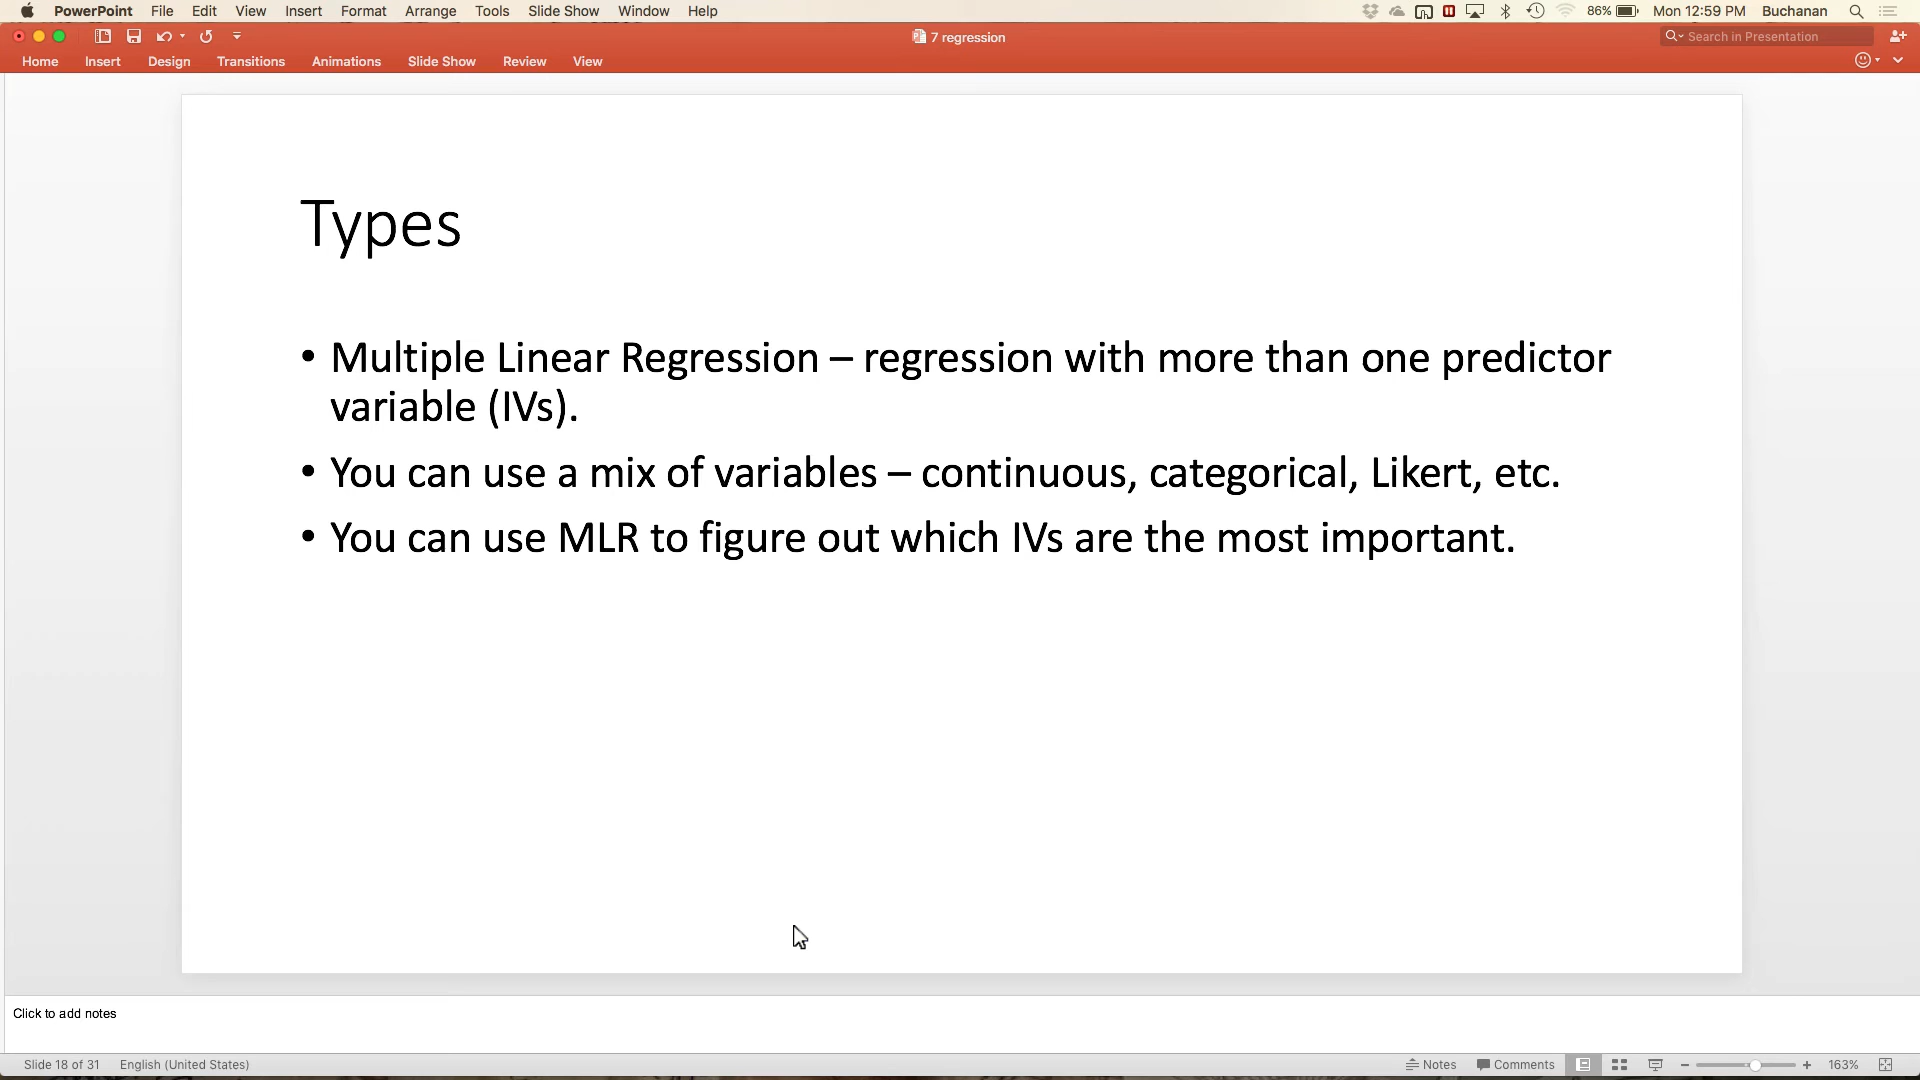 PowerPoint File Edit View Insert Format Arrange Tools Slide Show Window Help 86% Mon 12:59 PM Buchanan
7 regression Search in Presentation
Home Insert Design Transitions Animations Slide Show Review View
Types
• Multiple Linear Regression – regression with more than one predictor
variable (IVs).
• You can use a mix of variables – continuous, categorical, Likert, etc.
• You can use MLR to figure out which IVs are the most important.
Click to add notes
Slide 18 of 31 English (United States) Notes Comments 163%